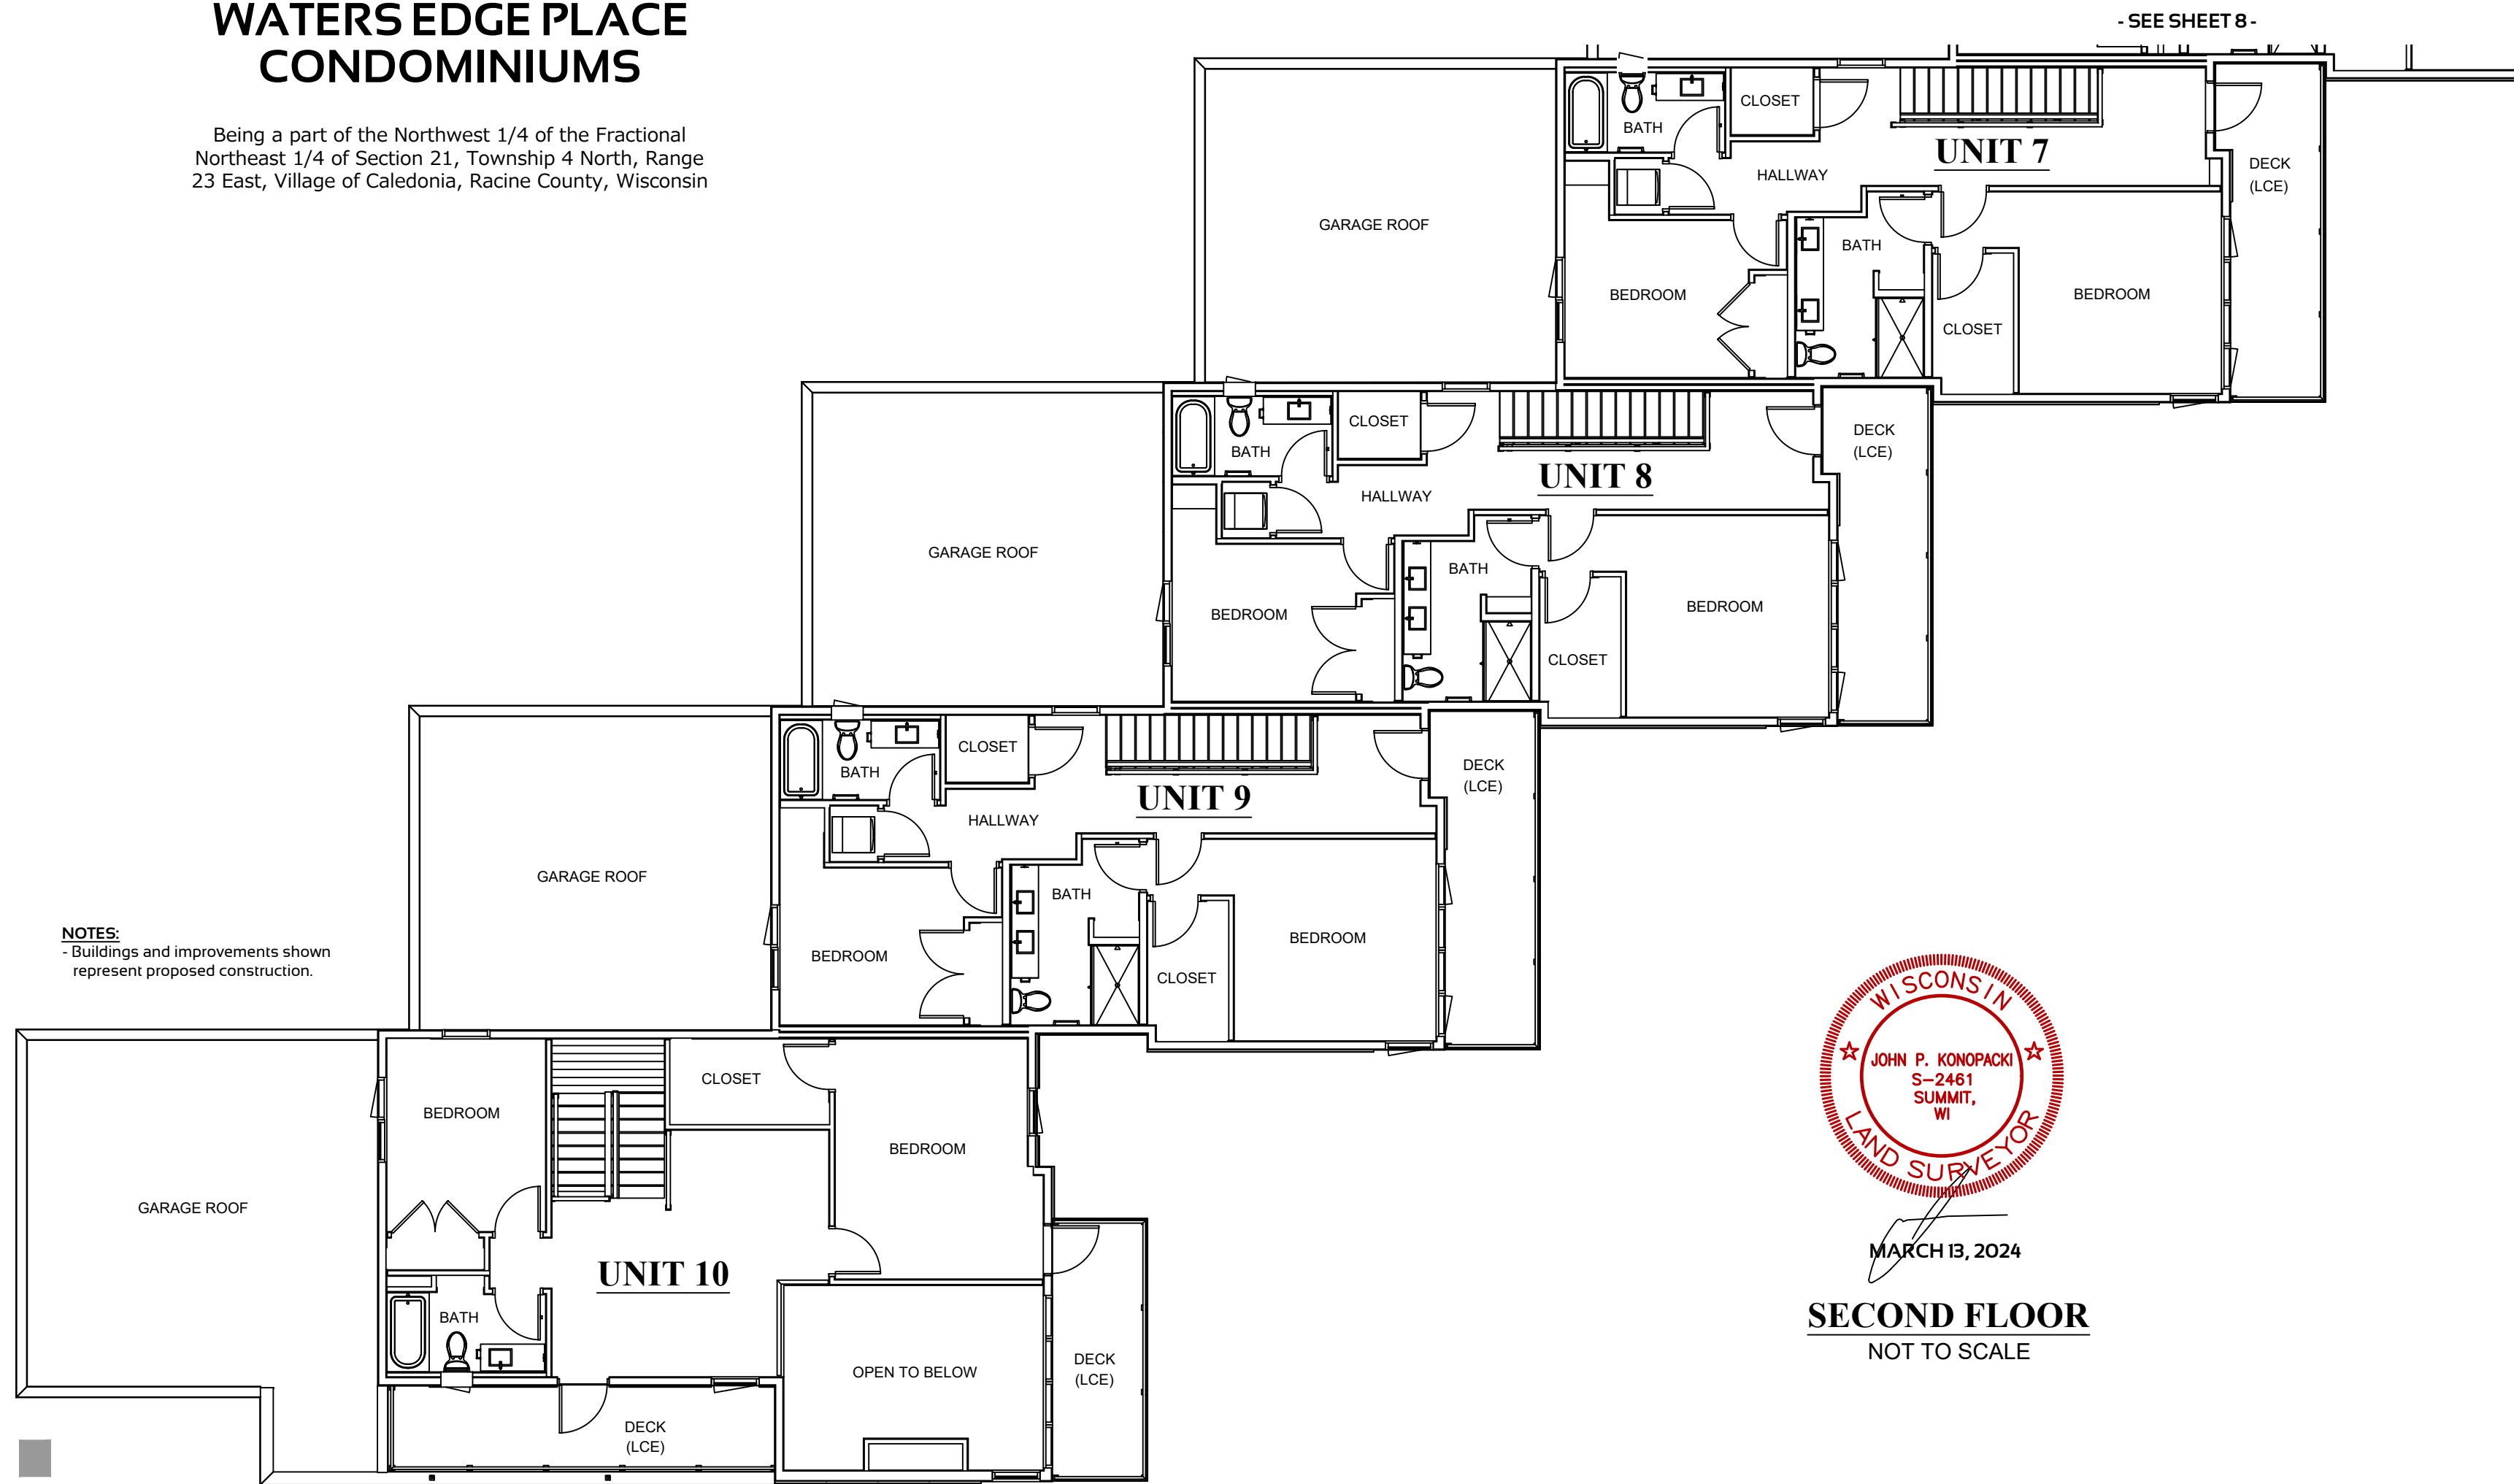 WATERS EDGE PLACE
CONDOMINIUMS
Being a part of the Northwest 1/4 of the Fractional
Northeast 1/4 of Section 21, Township 4 North, Range
23 East, Village of Caledonia, Racine County, Wisconsin
- SEE SHEET 8 -
CLOSET
BATH
UNIT 7
HALLWAY
DECK
(LCE)
GARAGE ROOF
BATH
BEDROOM
BEDROOM
CLOSET
CLOSET
BATH
DECK
(LCE)
UNIT 8
HALLWAY
GARAGE ROOF
BATH
BEDROOM
BEDROOM
CLOSET
CLOSET
BATH
DECK
(LCE)
UNIT 9
HALLWAY
GARAGE ROOF
BATH
BEDROOM
BEDROOM
CLOSET
NOTES:
- Buildings and improvements shown
represent proposed construction.
CLOSET
BEDROOM
BEDROOM
GARAGE ROOF
UNIT 10
BATH
OPEN TO BELOW
DECK
(LCE)
DECK
(LCE)
WISCONSIN
JOHN P. KONOPACKI
S-2461
SUMMIT,
WI
LAND SURVEYOR
MARCH 13, 2024
SECOND FLOOR
NOT TO SCALE